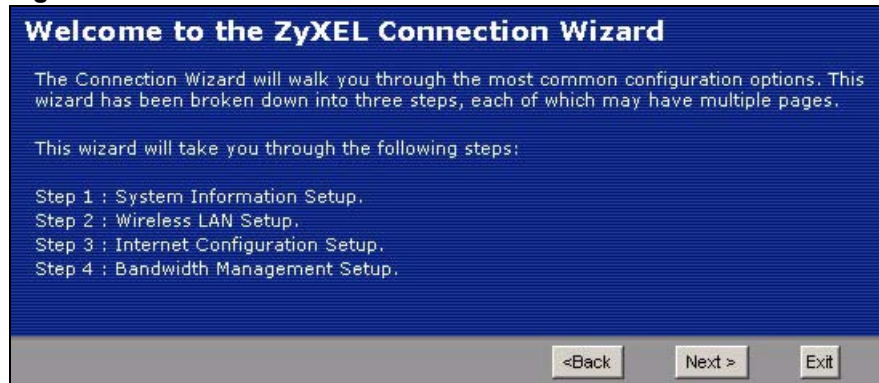 Welcome to the ZyXEL Connection Wizard
The Connection Wizard will walk you through the most common configuration options. This
wizard has been broken down into three steps, each of which may have multiple pages.
This wizard will take you through the following steps:
Step 1 : System Information Setup.
Step 2 : Wireless LAN Setup.
Step 3 : Internet Configuration Setup.
Step 4 : Bandwidth Management Setup.
<Back Next > Exit